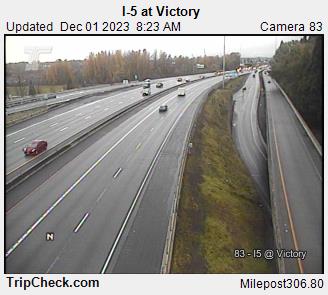 I-5 at Victory
Updated Dec 01 2023 8:23 AM Camera 83
N
83 - I5 @ Victory
TripCheck.com Milepost306.80